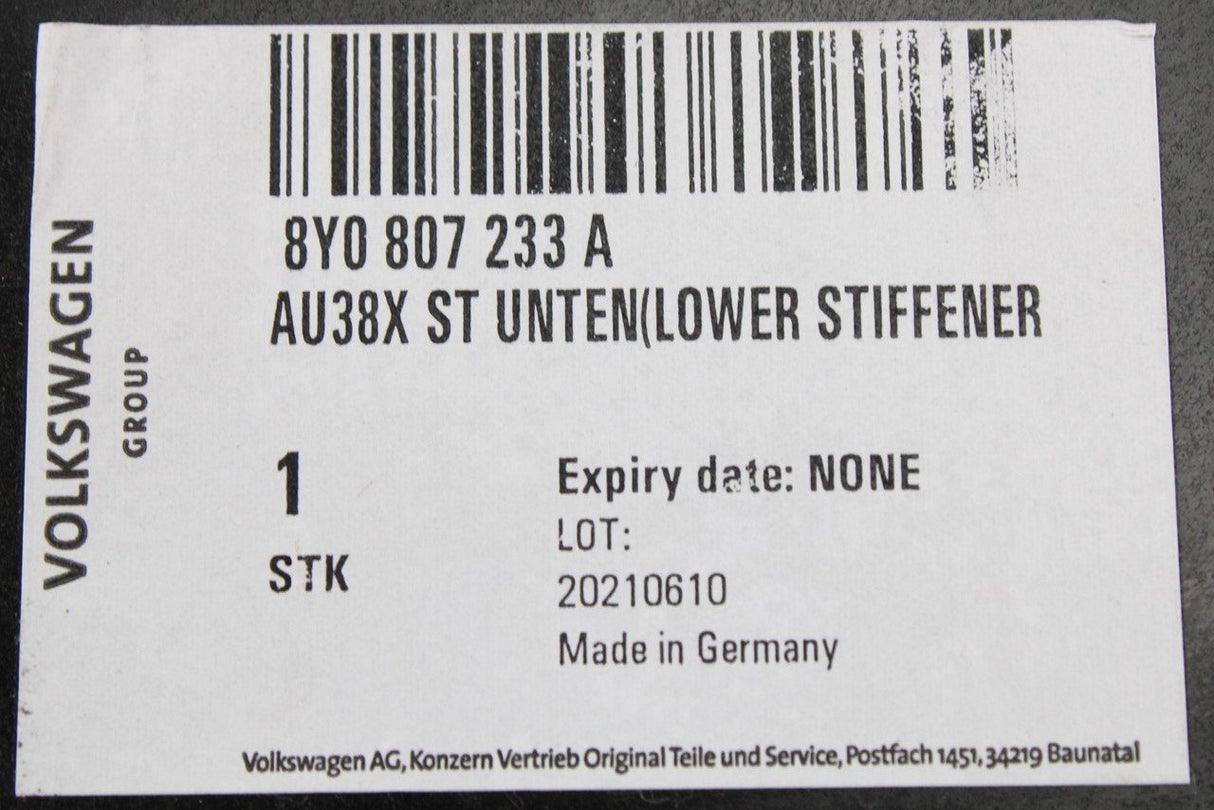 VOLKSWAGEN
GROUP
8Y0 807 233 A
AU38X ST UNTEN(LOWER STIFFENER
1
STK
Expiry date: NONE
LOT:
20210610
Made in Germany
Volkswagen AG, Konzern Vertrieb Original Teile und Service, Postfach 1451, 34219 Baunatal